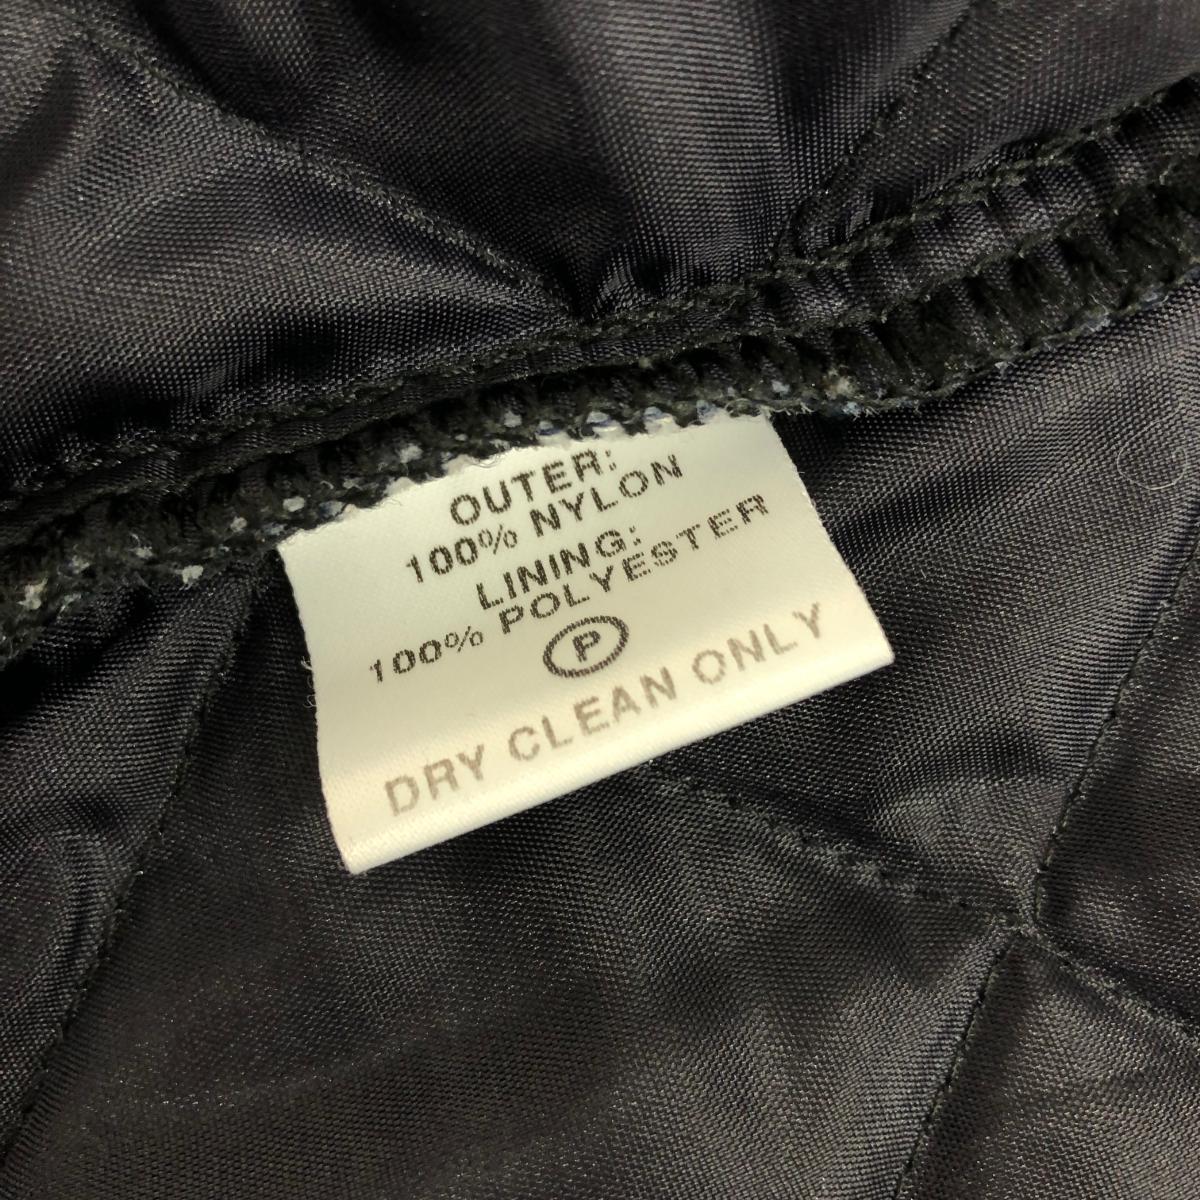 OUTER:
100% NYLON
LINING:
100% POLYESTER
P
DRY CLEAN ONLY